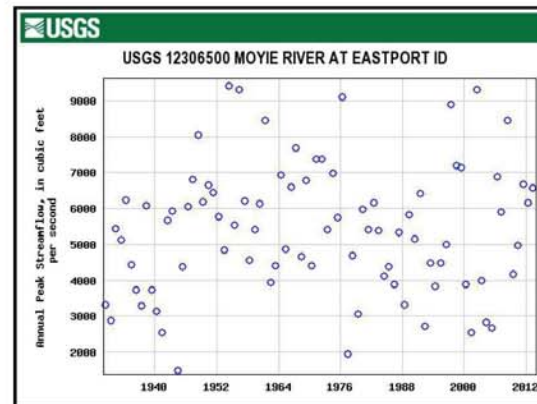 USGS
USGS 12306500 MOYIE RIVER AT EASTPORT ID
Annual Peak Streamflow, in cubic feet
per second
9000
8000
7000
6000
5000
4000
3000
2000
1940 1952 1964 1976 1988 2000 2012